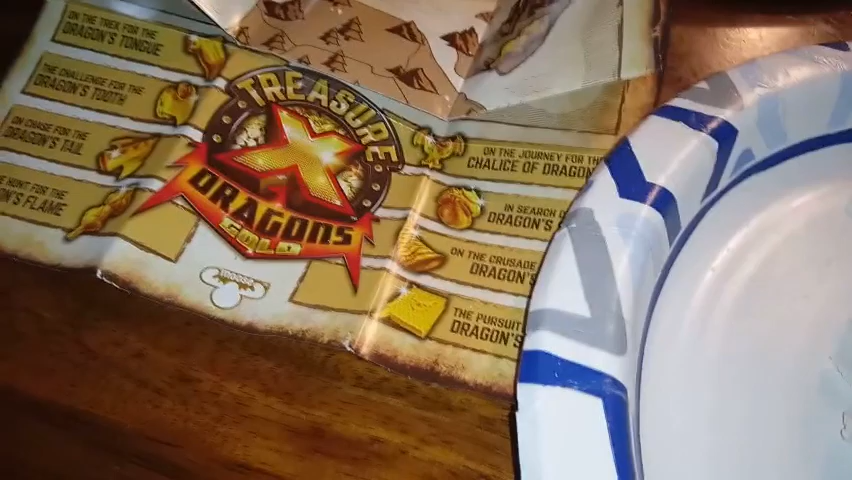 ON THE TREK FOR THE
DRAGON'S TONGUE
THE CHALLENGE FOR THE
DRAGON'S TOOTH
ON CHASE FOR THE
DRAGON'S TAIL
HUNT FOR THE
FLAME
TREASURE
X
DRAGONS
GOLD
moose
ON THE JOURNEY FOR THE
CHALICE OF DRAGON
IN SEARCH
DRAGON'S
ON THE CRUSADE
DRAGON'S
THE PURSUIT
DRAGON'S